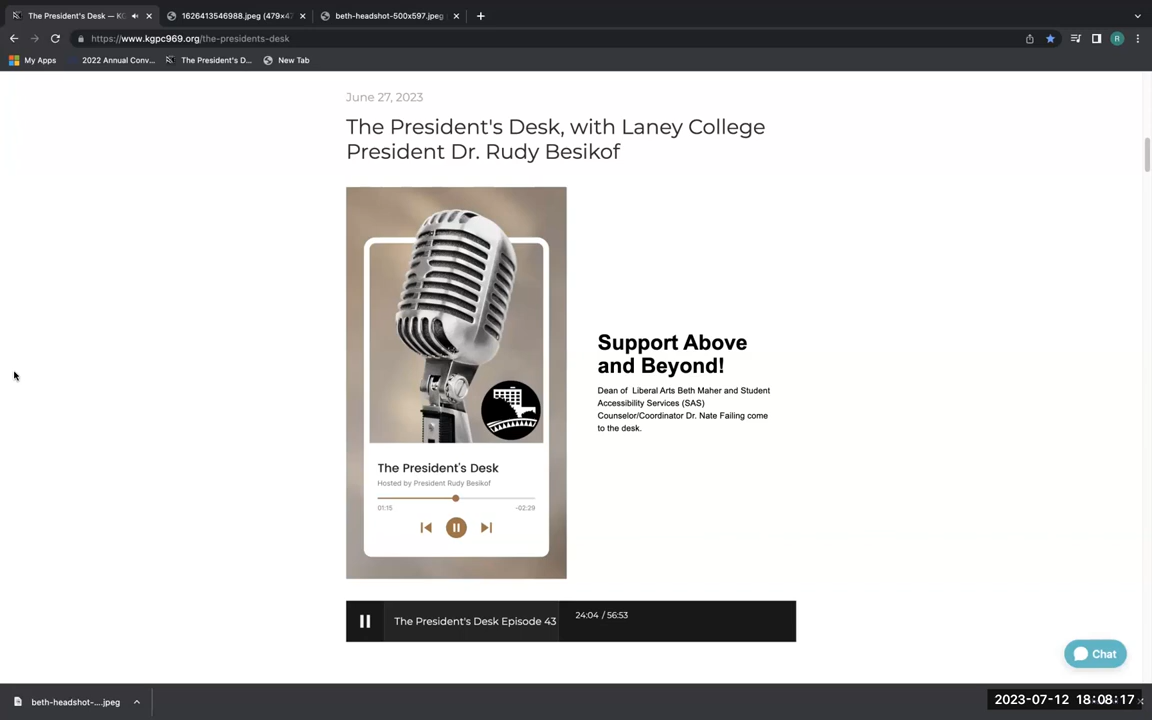 The President's Desk — KG
1626413546988.jpeg (479×47
beth-headshot-500x597.jpeg
https://www.kgpc969.org/the-presidents-desk
R
My Apps
2022 Annual Conv...
The President's D...
New Tab
June 27, 2023
The President's Desk, with Laney College
President Dr. Rudy Besikof
Support Above
and Beyond!
Dean of Liberal Arts Beth Maher and Student
Accessibility Services (SAS)
Counselor/Coordinator Dr. Nate Failing come
to the desk.
The President's Desk
Hosted by President Rudy Besikof
01:15
-02:29
The President's Desk Episode 43
24:04 / 56:53
Chat
beth-headshot-....jpeg
2023-07-12 18:08:17